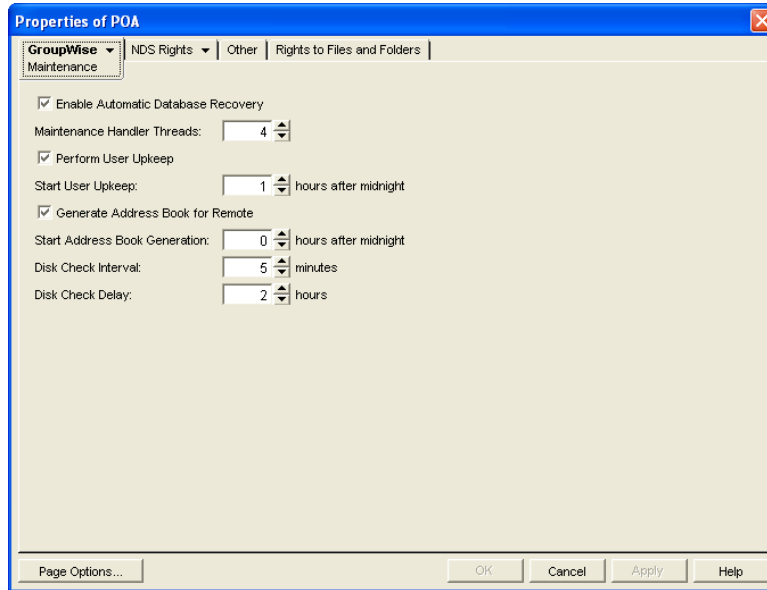 Properties of POA
GroupWise NDS Rights Other Rights to Files and Folders
Maintenance
Enable Automatic Database Recovery
Maintenance Handler Threads: 4
Perform User Upkeep
Start User Upkeep: 1 hours after midnight
Generate Address Book for Remote
Start Address Book Generation: 0 hours after midnight
Disk Check Interval: 5 minutes
Disk Check Delay: 2 hours
Page Options... OK Cancel Apply Help